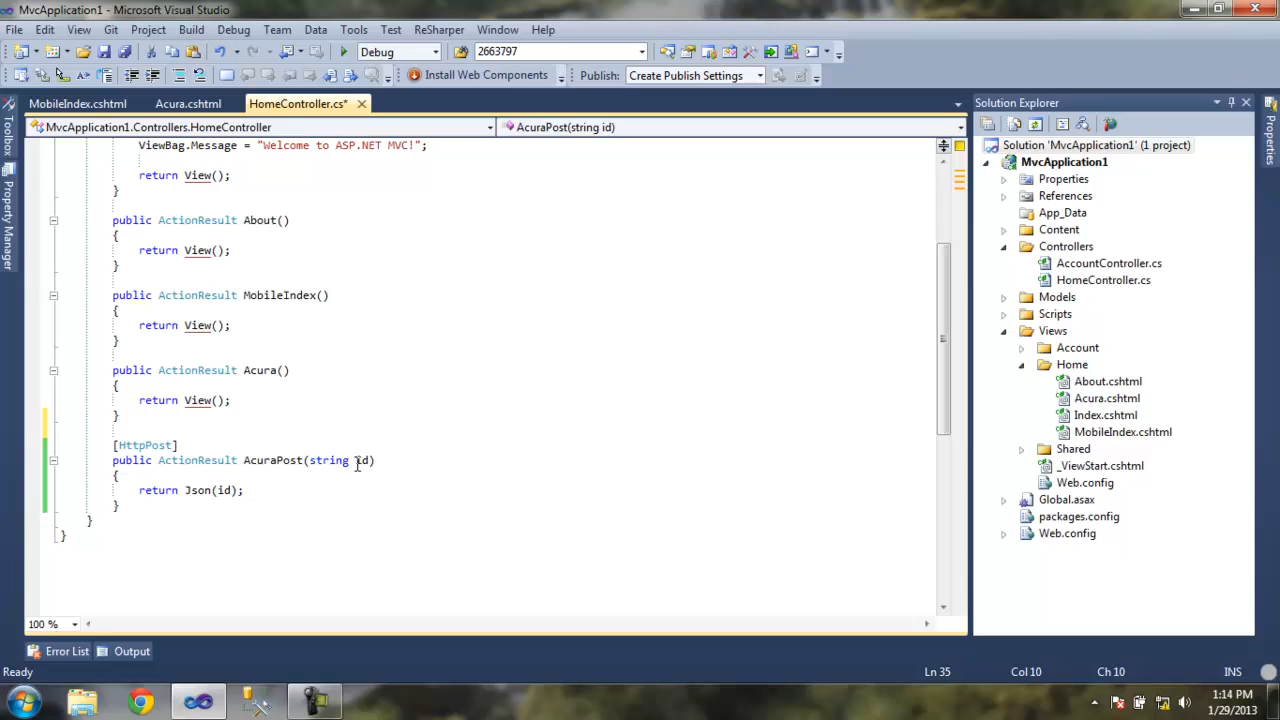 MvcApplication1 - Microsoft Visual Studio
File Edit View Git Project Build Debug Team Data Tools Test ReSharper Window Help
Debug 2663797
Install Web Components Publish: Create Publish Settings
MobileIndex.cshtml Acura.cshtml HomeController.cs*
MvcApplication1.Controllers.HomeController AcuraPost(string id)
ViewBag.Message = "Welcome to ASP.NET MVC!";
return View();
}
public ActionResult About()
{
return View();
}
public ActionResult MobileIndex()
{
return View();
}
public ActionResult Acura()
{
return View();
}
[HttpPost]
public ActionResult AcuraPost(string id)
{
return Json(id);
}
}
}
100 %
Toolbox
Property Manager
Solution Explorer
Solution 'MvcApplication1' (1 project)
MvcApplication1
Properties
References
App_Data
Content
Controllers
AccountController.cs
HomeController.cs
Models
Scripts
Views
Account
Home
About.cshtml
Acura.cshtml
Index.cshtml
MobileIndex.cshtml
Shared
_ViewStart.cshtml
Web.config
Global.asax
packages.config
Web.config
Properties
Error List Output
Ready Ln 35 Col 10 Ch 10 INS
1:14 PM
1/29/2013